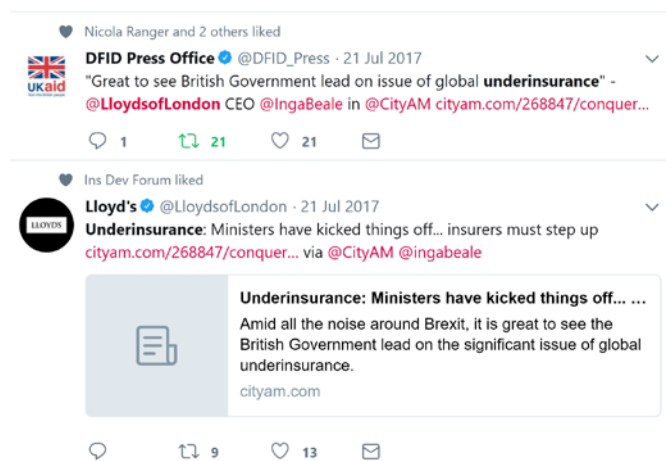 Nicola Ranger and 2 others liked
DFID Press Office @DFID_Press · 21 Jul 2017
"Great to see British Government lead on issue of global underinsurance" -
@LloydsofLondon CEO @IngaBeale in @CityAM cityam.com/268847/conquer...
UKaid
1 21 21
Ins Dev Forum liked
Lloyd's @LloydsofLondon · 21 Jul 2017
LLOYD'S
Underinsurance: Ministers have kicked things off... insurers must step up
cityam.com/268847/conquer... via @CityAM @ingabeale
Underinsurance: Ministers have kicked things off... ...
Amid all the noise around Brexit, it is great to see the
British Government lead on the significant issue of global
underinsurance.
cityam.com
9 13